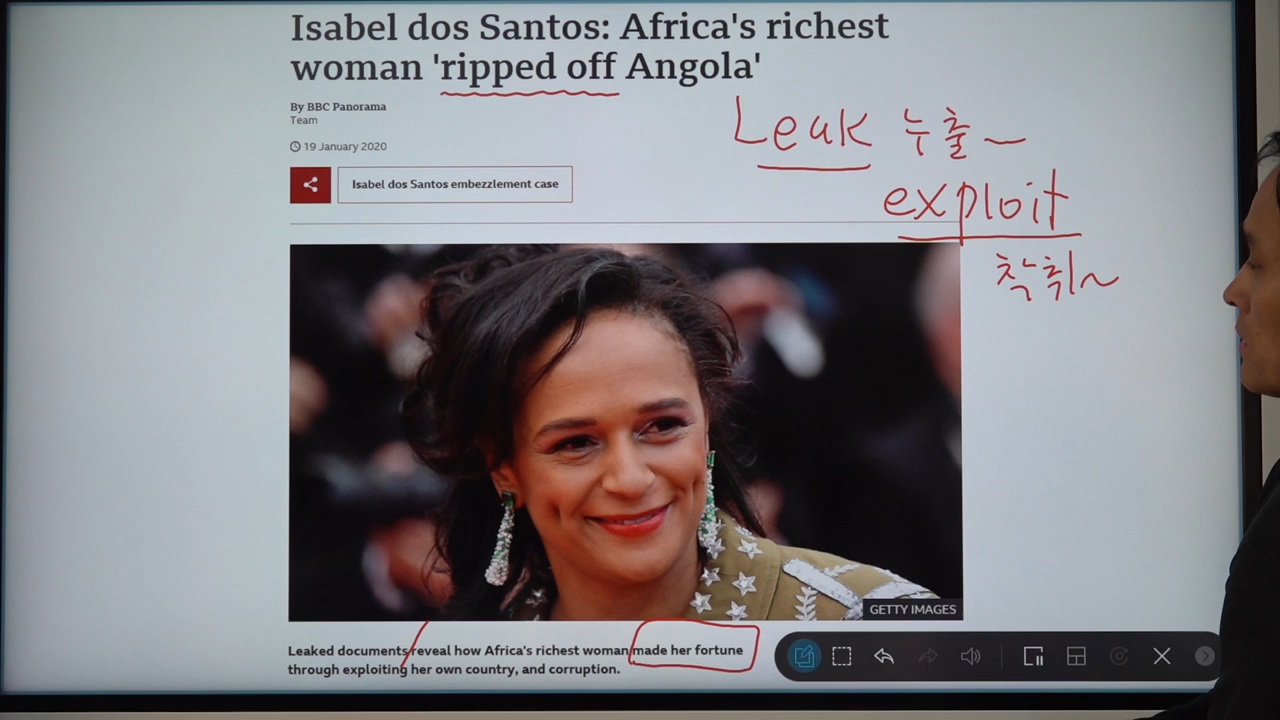 Isabel dos Santos: Africa's richest
woman 'ripped off Angola'
By BBC Panorama
Team
19 January 2020
Isabel dos Santos embezzlement case
Leak 누출~
exploit
착취~
GETTY IMAGES
Leaked documents reveal how Africa's richest woman made her fortune
through exploiting her own country, and corruption.